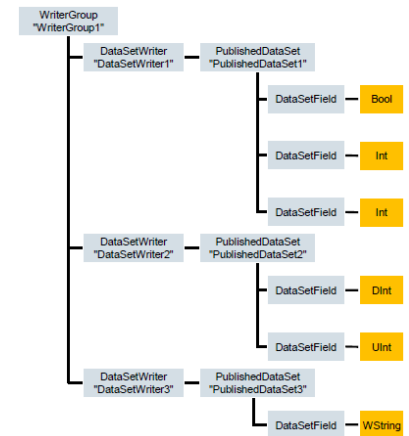 WriterGroup
"WriterGroup1"
DataSetWriter
"DataSetWriter1"
PublishedDataSet
"PublishedDataSet1"
DataSetField
Bool
DataSetField
Int
DataSetField
Int
DataSetWriter
"DataSetWriter2"
PublishedDataSet
"PublishedDataSet2"
DataSetField
DInt
DataSetField
UInt
DataSetWriter
"DataSetWriter3"
PublishedDataSet
"PublishedDataSet3"
DataSetField
WString